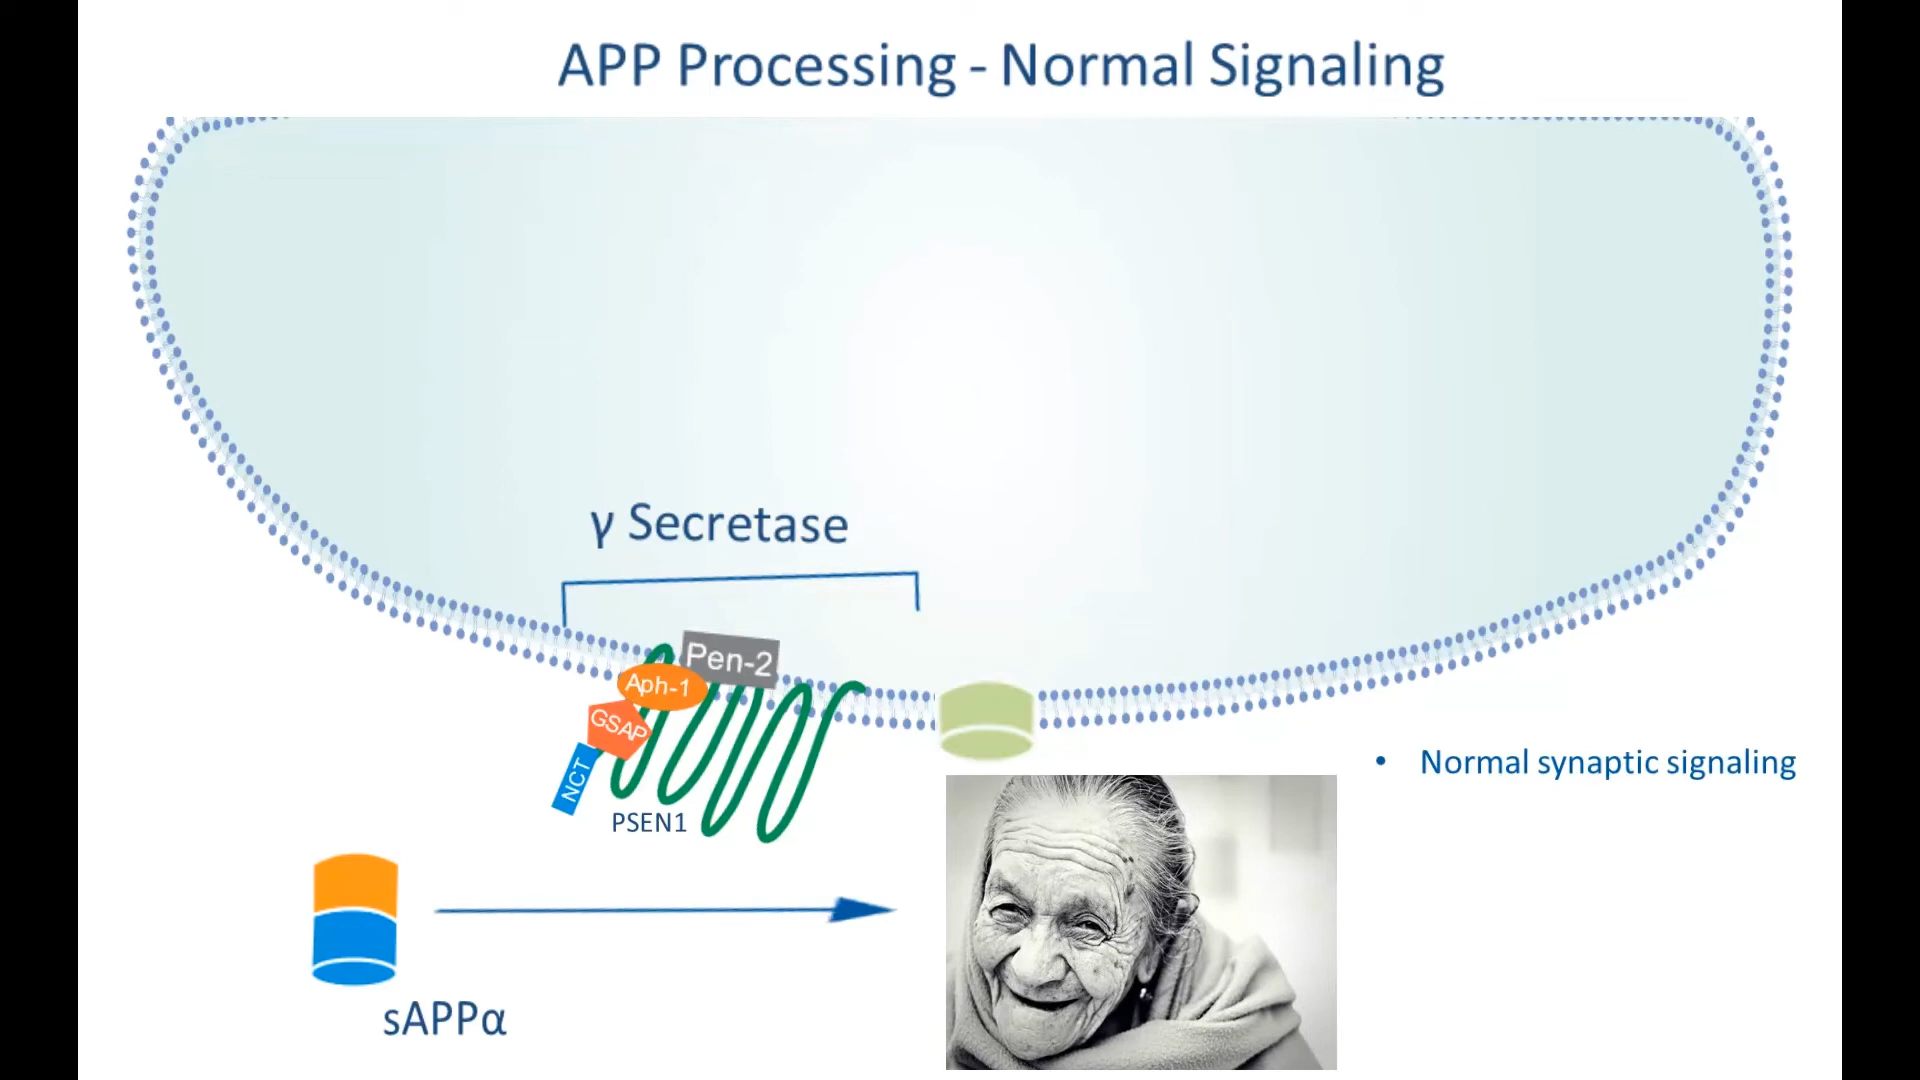 APP Processing - Normal Signaling
γ Secretase
Pen-2
Aph-1
GSAP
NCT
PSEN1
• Normal synaptic signaling
sAPPα